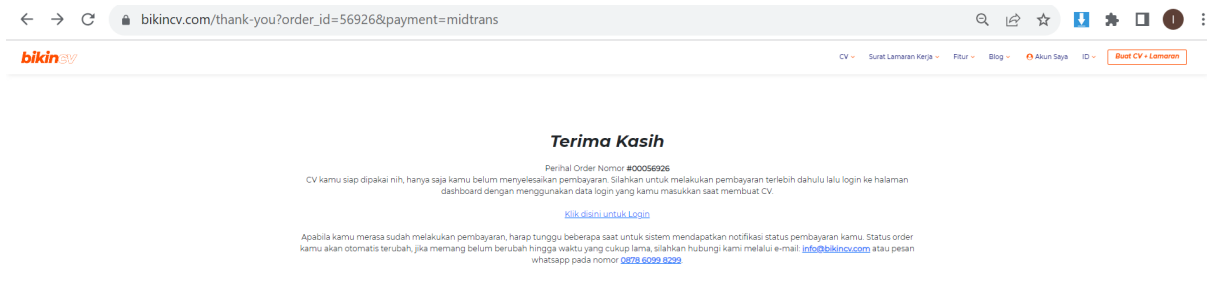 bikincv.com/thank-you?order_id=56926&payment=midtrans
I
bikincv
CV Surat Lamaran Kerja Fitur Blog Akun Saya ID Buat CV + Lamaran
Terima Kasih
Perihal Order Nomor #00056926
CV kamu siap dipakai nih, hanya saja kamu belum menyelesaikan pembayaran. Silahkan untuk melakukan pembayaran terlebih dahulu lalu login ke halaman
dashboard dengan menggunakan data login yang kamu masukkan saat membuat CV.
Klik disini untuk Login
Apabila kamu merasa sudah melakukan pembayaran, harap tunggu beberapa saat untuk sistem mendapatkan notifikasi status pembayaran kamu. Status order
kamu akan otomatis terubah, jika memang belum berubah hingga waktu yang cukup lama, silahkan hubungi kami melalui e-mail: info@bikincv.com atau pesan
whatsapp pada nomor 0878 6099 8299.